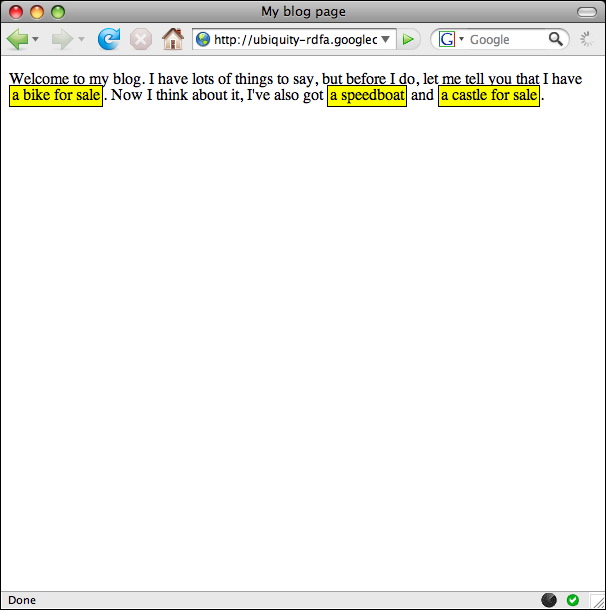 My blog page
http://ubiquity-rdfa.googlec
Google
Welcome to my blog. I have lots of things to say, but before I do, let me tell you that I have
a bike for sale. Now I think about it, I've also got a speedboat and a castle for sale.
Done